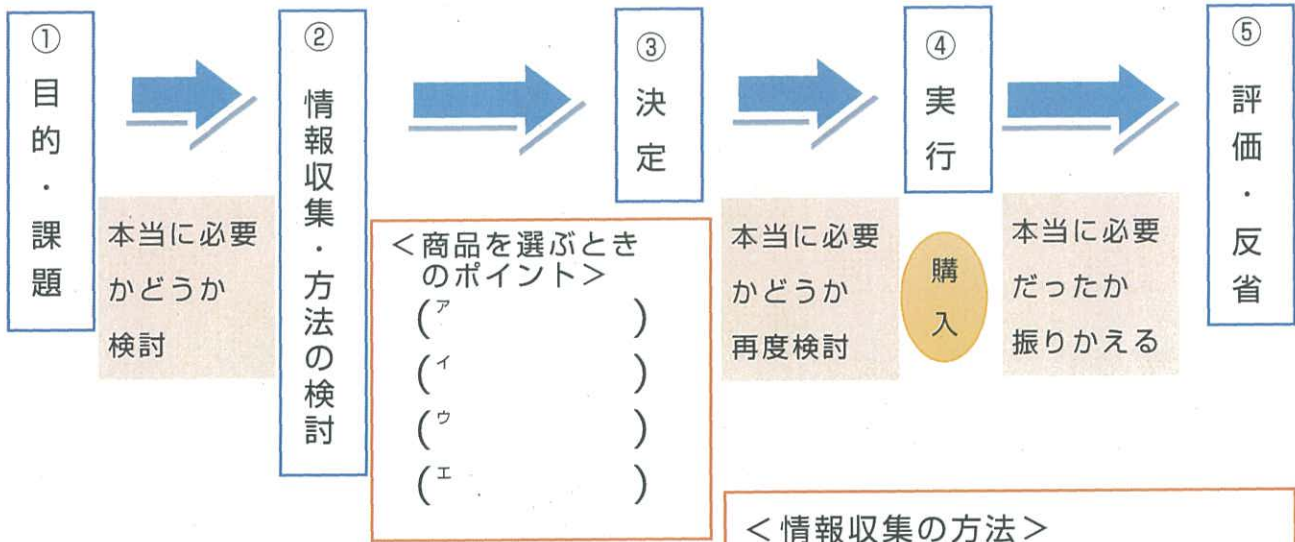 ①目的・課題
本当に必要
かどうか
検討
②情報収集・方法の検討
＜商品を選ぶとき
のポイント＞
(ア )
(イ )
(ウ )
(エ )
③決定
本当に必要
かどうか
再度検討
④実行
購入
本当に必要
だったか
振りかえる
⑤評価・反省
＜情報収集の方法＞